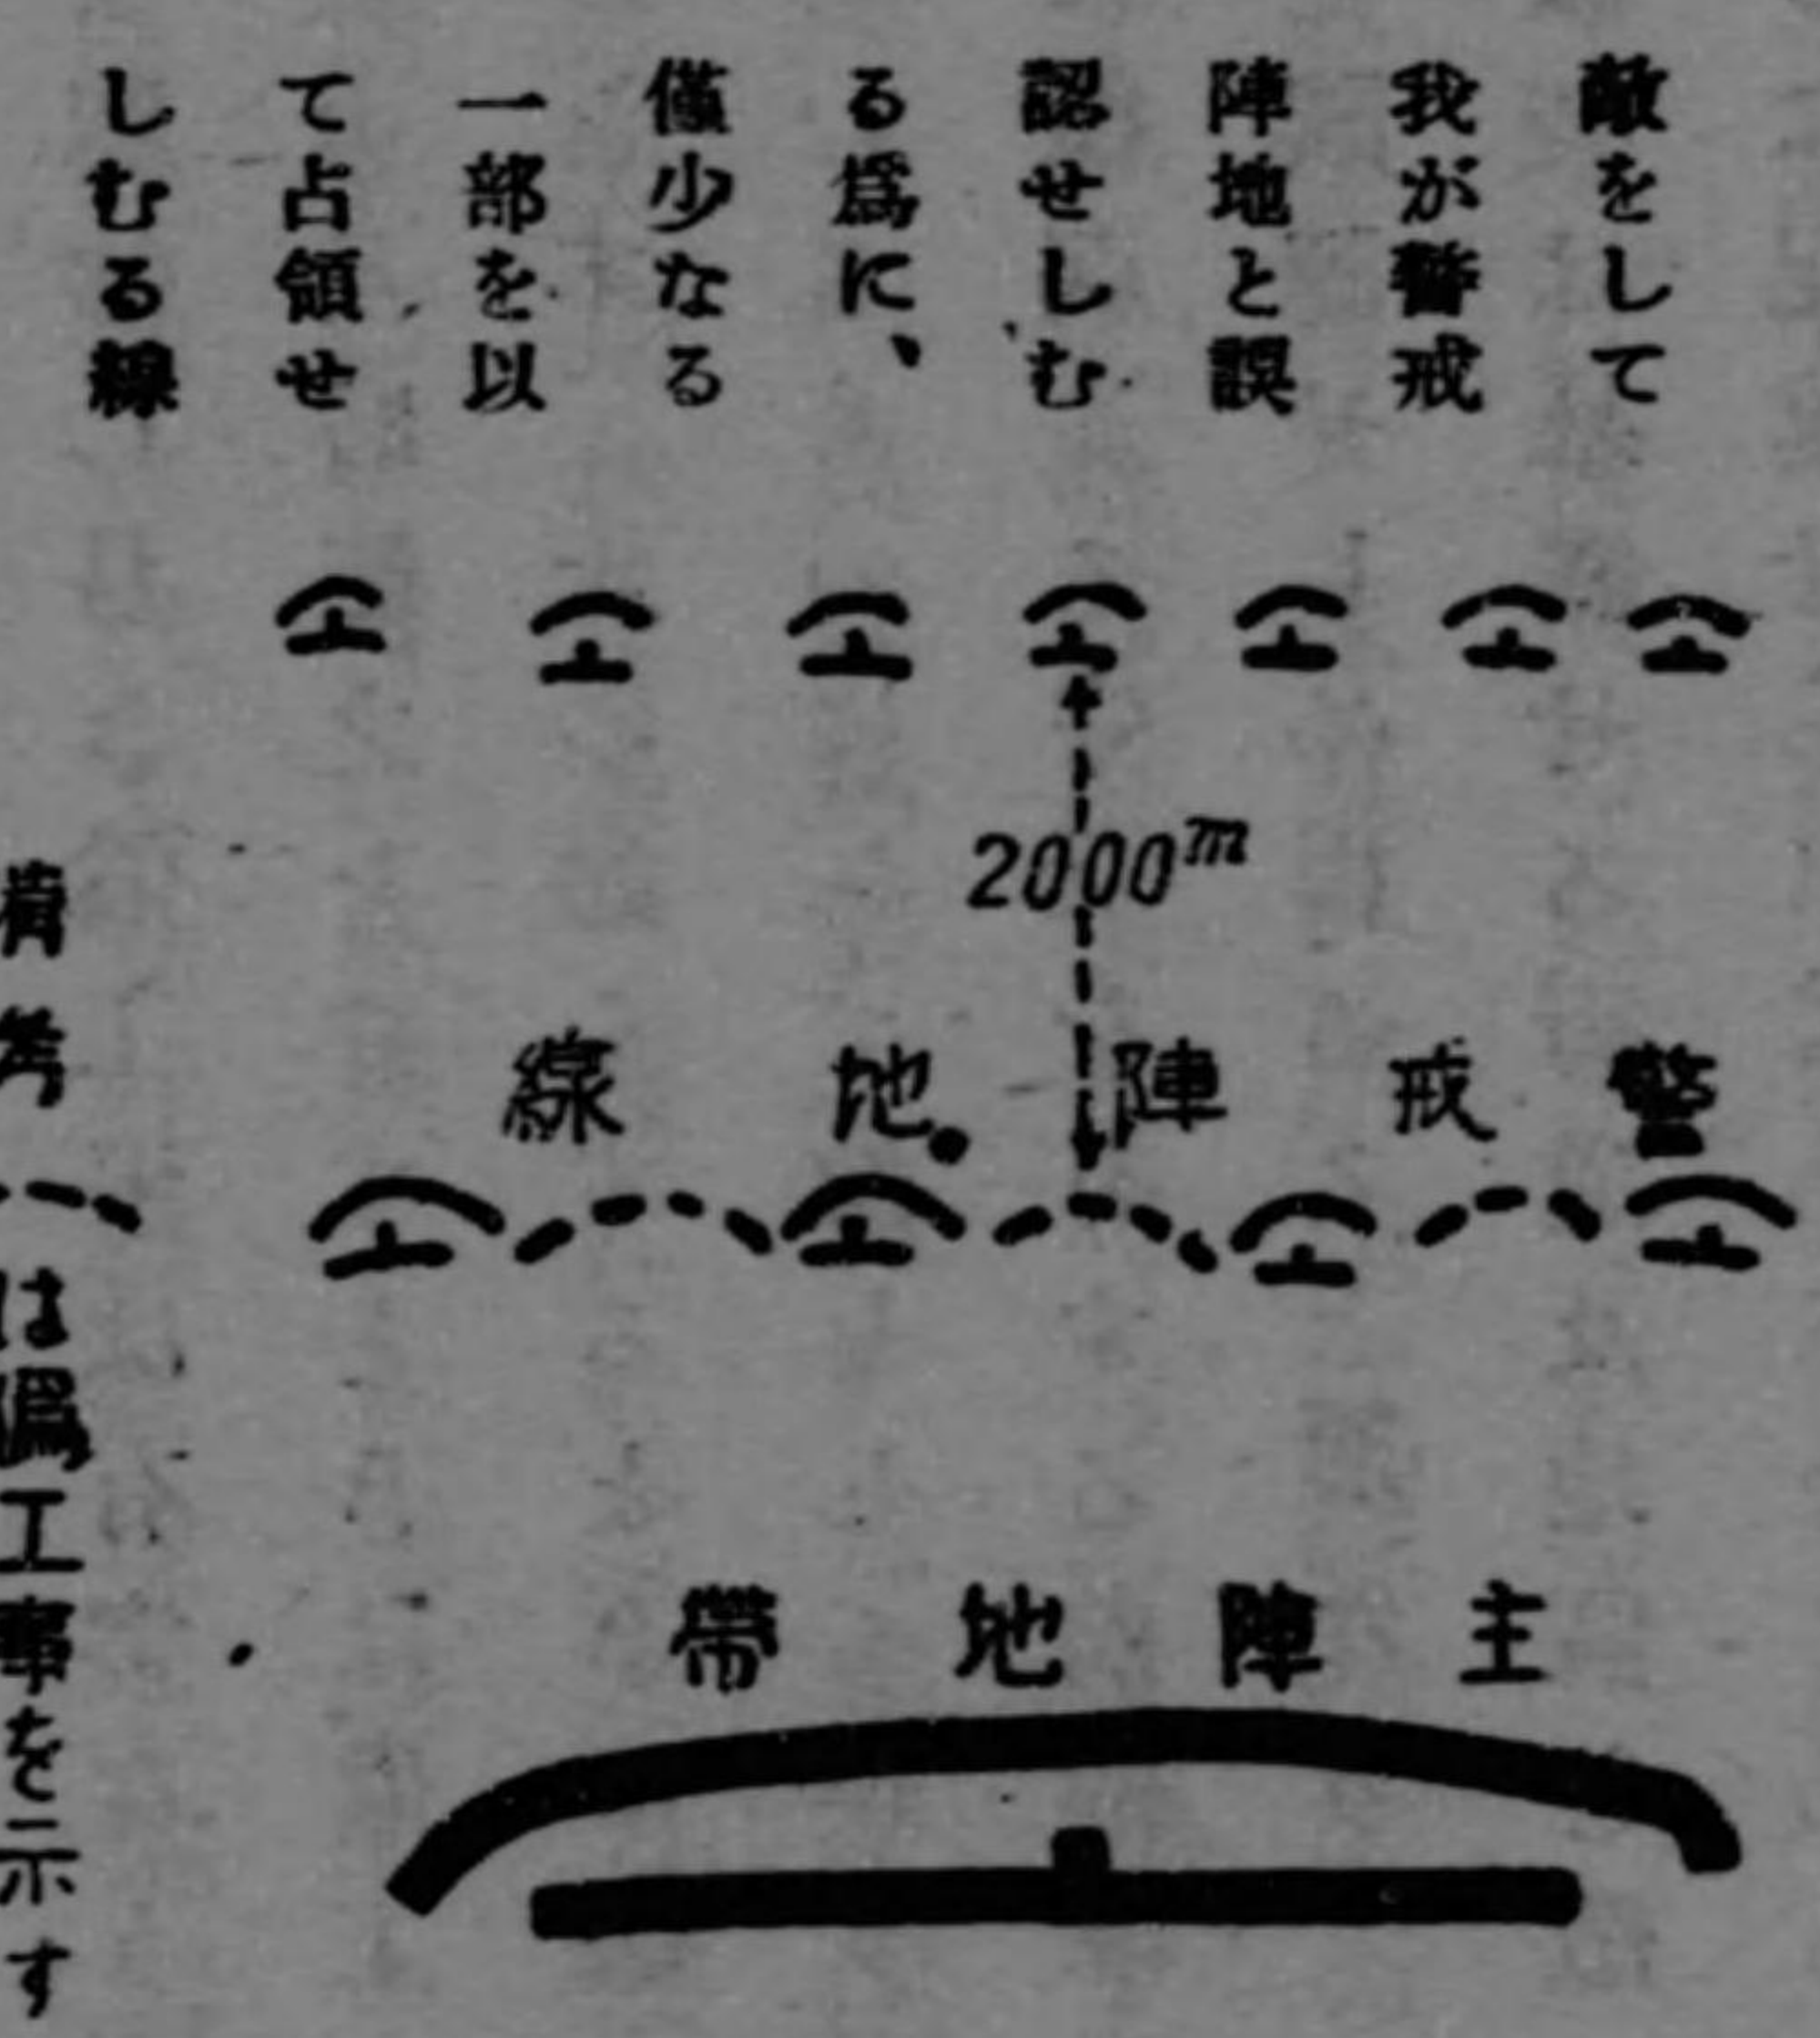 敵をして
我が警戒
陣地と誤
認せしむ
る爲に、
僅少なる
一部を以
て占領せ
しむる線
2000m
警戒陣地線
主陣地帶
備考
は僞工事を示す